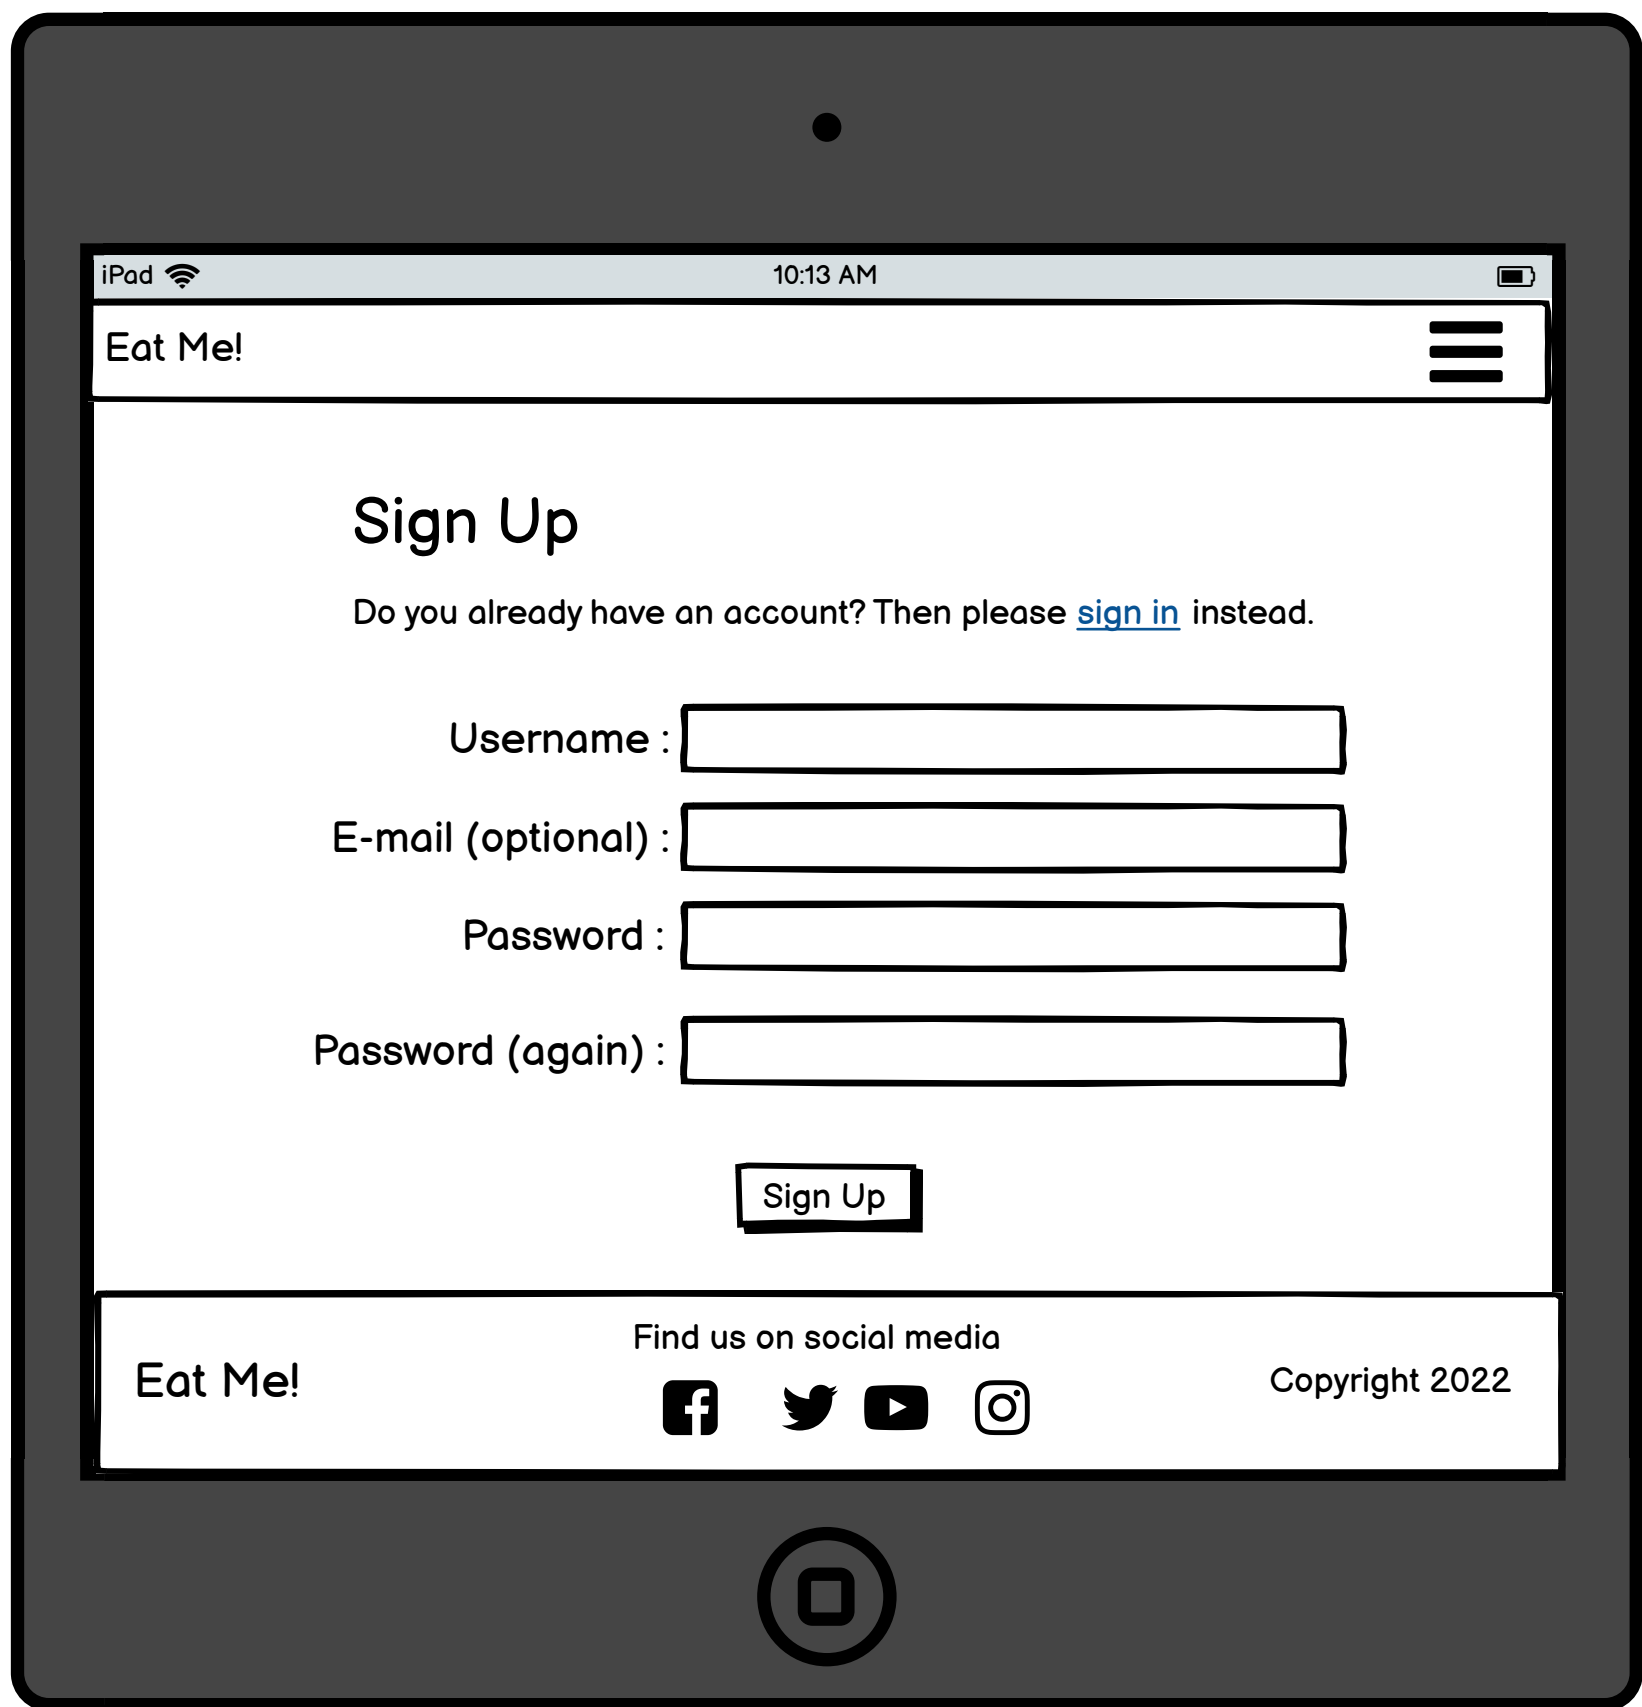 iPad 10:13 AM
Eat Me!
Sign Up
Do you already have an account? Then please sign in instead.
Username :
E-mail (optional) :
Password :
Password (again) :
Sign Up
Find us on social media
Eat Me!
Copyright 2022